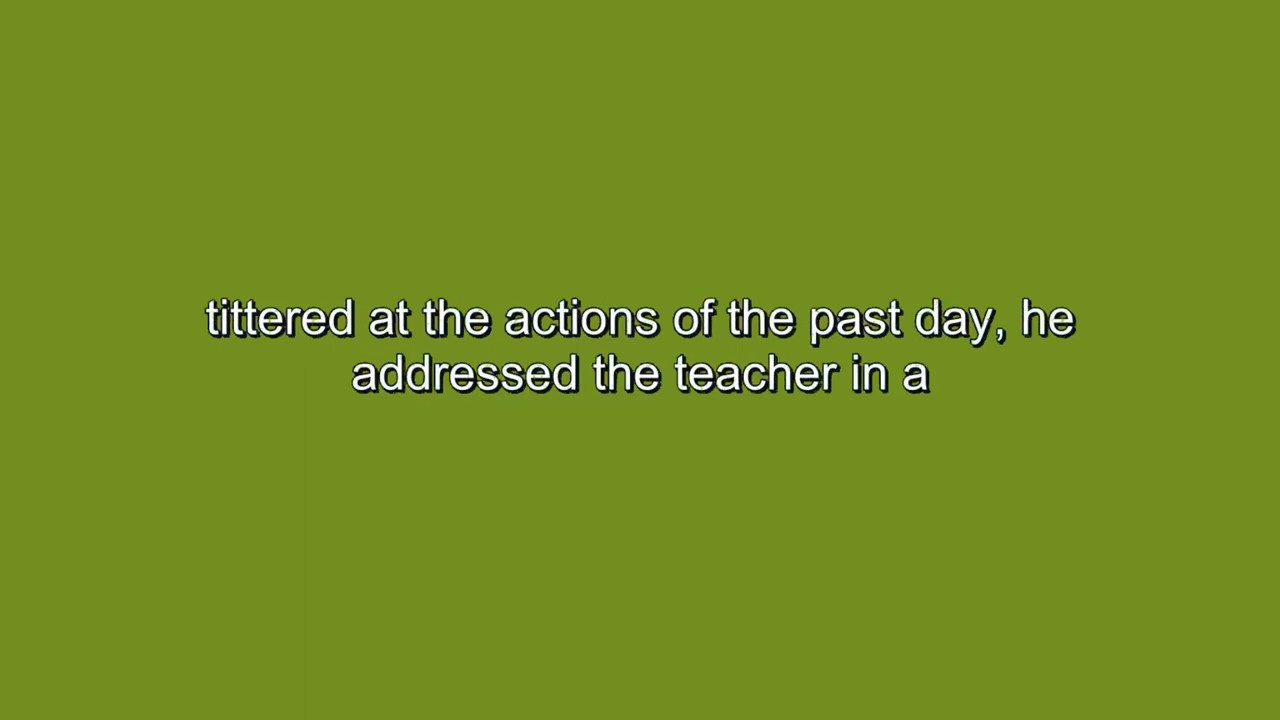 tittered at the actions of the past day, he
addressed the teacher in a